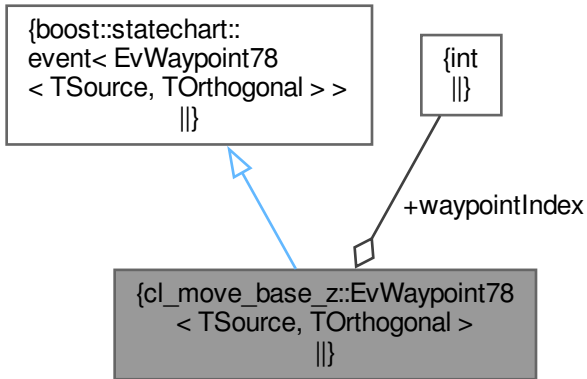 {boost::statechart::
event< EvWaypoint78
< TSource, TOrthogonal > >
||}
{int
||}
+waypointIndex
{cl_move_base_z::EvWaypoint78
< TSource, TOrthogonal >
||}